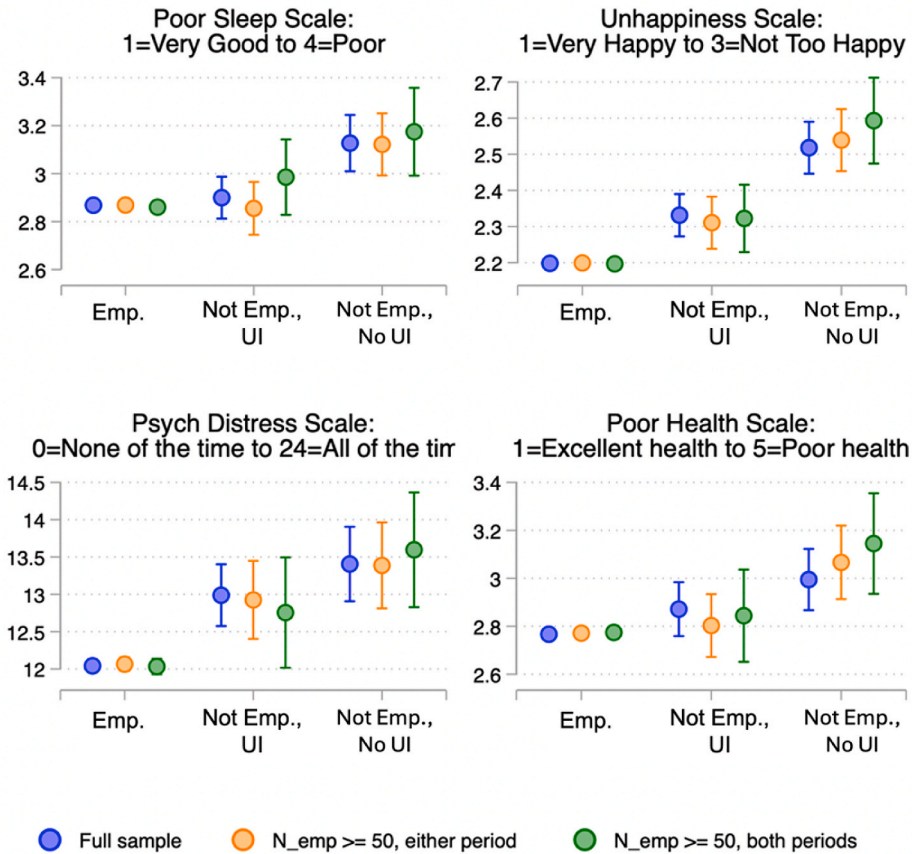 Poor Sleep Scale:
1=Very Good to 4=Poor
3.4
3.2
3
2.8
2.6
Emp.
Not Emp.,
UI
Not Emp.,
No UI
Unhappiness Scale:
1=Very Happy to 3=Not Too Happy
2.7
2.6
2.5
2.4
2.3
2.2
Emp.
Not Emp.,
UI
Not Emp.,
No UI
Psych Distress Scale:
0=None of the time to 24=All of the tim
14.5
14
13.5
13
12.5
12
Emp.
Not Emp.,
UI
Not Emp.,
No UI
Poor Health Scale:
1=Excellent health to 5=Poor health
3.4
3.2
3
2.8
2.6
Emp.
Not Emp.,
UI
Not Emp.,
No UI
Full sample
N_emp >= 50, either period
N_emp >= 50, both periods